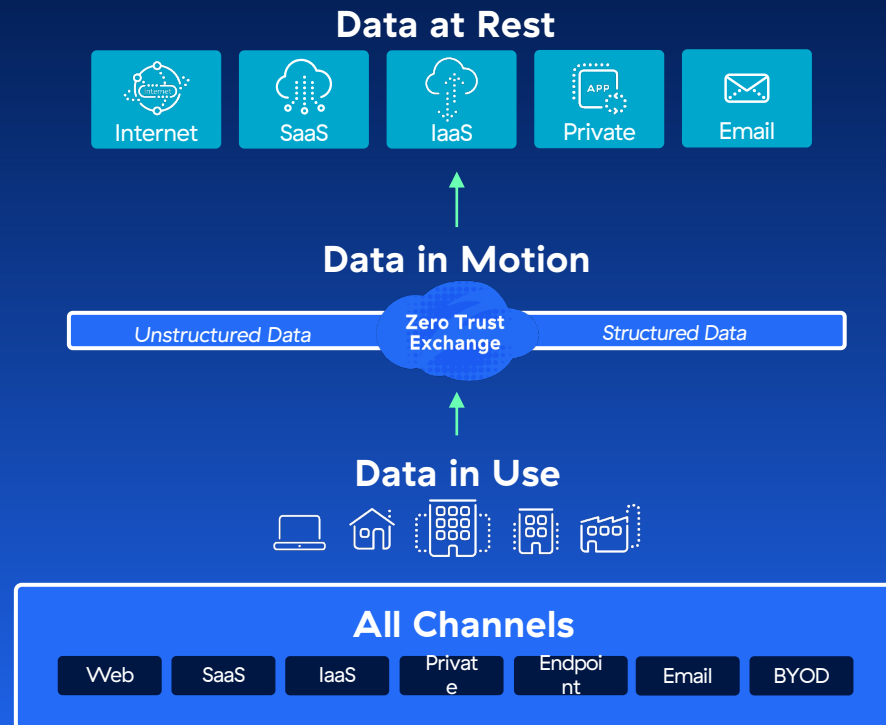 Data at Rest
Internet
Internet
SaaS
IaaS
APP
Private
Email
Data in Motion
Unstructured Data
Zero Trust
Exchange
Structured Data
Data in Use
All Channels
Web
SaaS
IaaS
Privat
e
Endpoi
nt
Email
BYOD